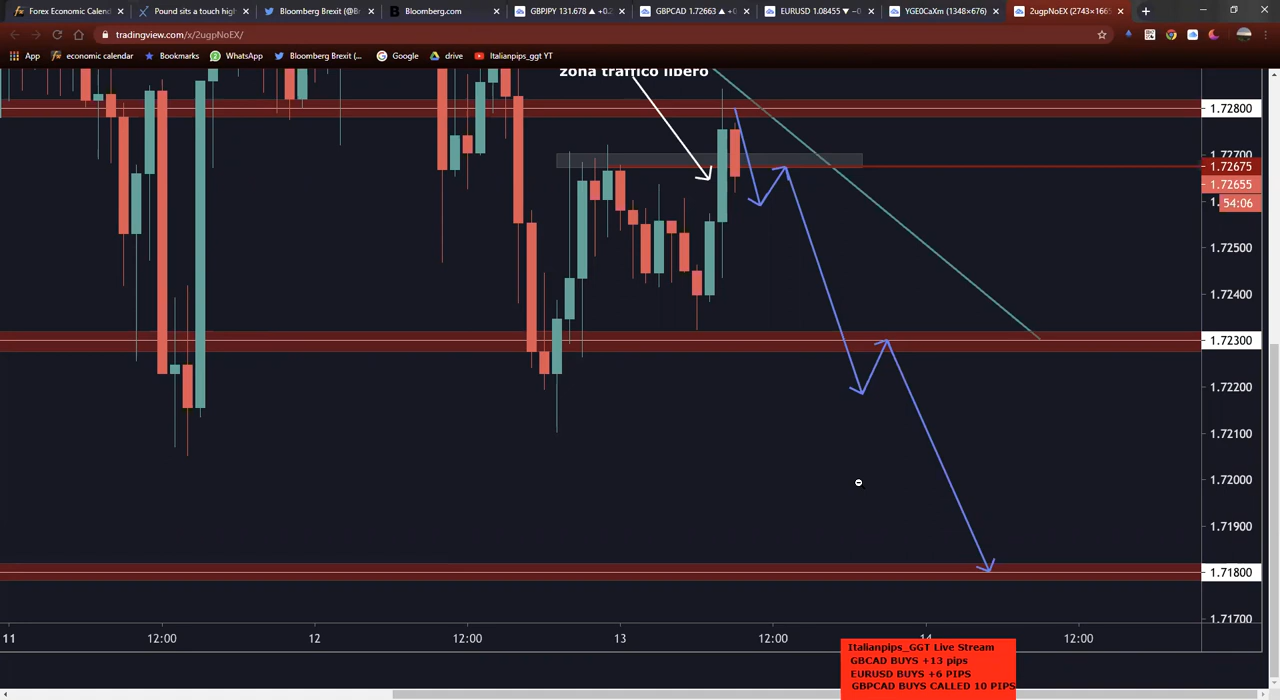 Forex Economic Calend
Pound sits a touch high
Bloomberg Brexit (@B
Bloomberg.com
GBPJPY 131.678 ▲ +0.
GBPCAD 1.72663 ▲ +0
EURUSD 1.08455 ▼ −0
YGE0CaXm (1348×676)
2ugpNoEX (2743×166
tradingview.com/x/2ugpNoEX/
App
economic calendar
Bookmarks
WhatsApp
Bloomberg Brexit (...
Google
drive
Italianpips_ggt YT
zona traffico libero
1.72800
1.72700
1.72675
1.72655
54:06
1.72500
1.72400
1.72300
1.72200
1.72100
1.72000
1.71900
1.71800
1.71700
11
12:00
12
12:00
13
12:00
14
12:00
Italianpips_GGT Live Stream
GBCAD BUYS +13 pips
EURUSD BUYS +6 PIPS
GBPCAD BUYS CALLED 10 PIPS